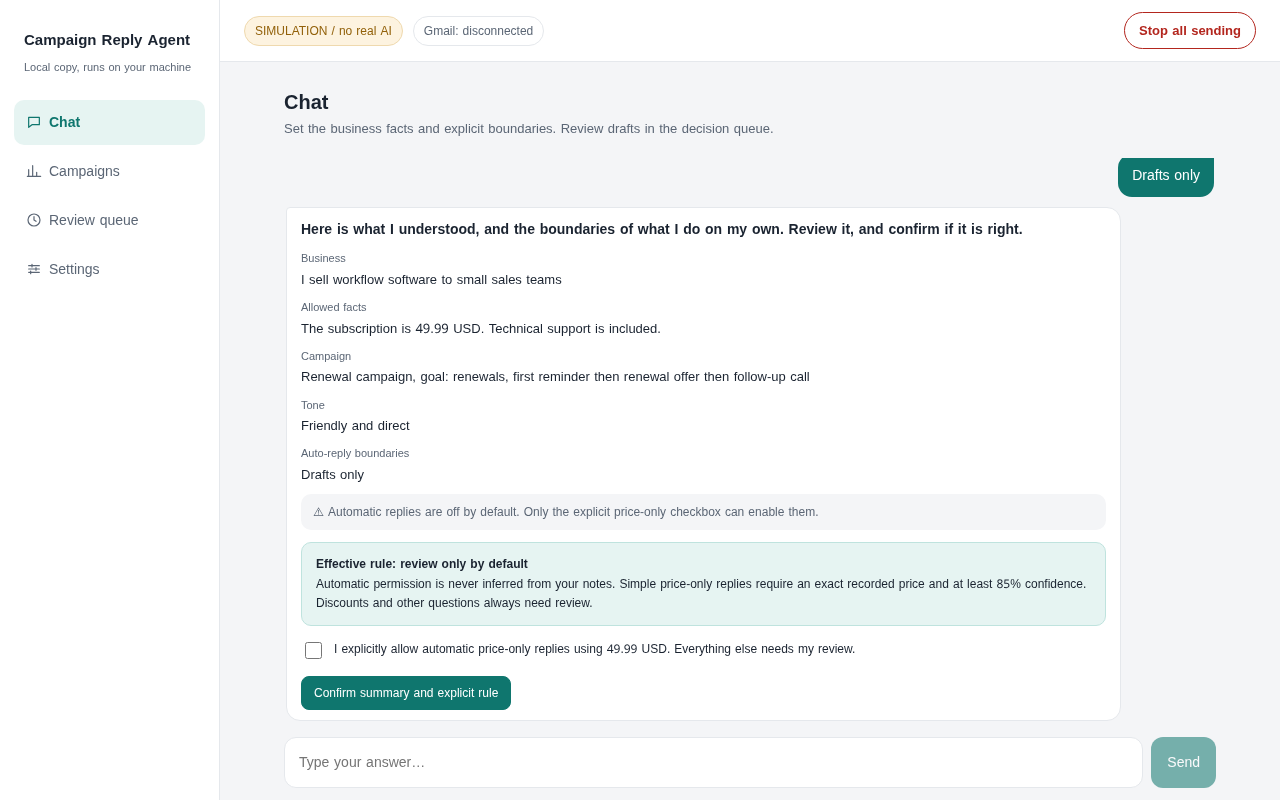 Campaign Reply Agent
Local copy, runs on your machine
Chat
Campaigns
Review queue
Settings
SIMULATION / no real AI
Gmail: disconnected
Stop all sending
Chat
Set the business facts and explicit boundaries. Review drafts in the decision queue.
Drafts only
Here is what I understood, and the boundaries of what I do on my own. Review it, and confirm if it is right.
Business
I sell workflow software to small sales teams
Allowed facts
The subscription is 49.99 USD. Technical support is included.
Campaign
Renewal campaign, goal: renewals, first reminder then renewal offer then follow-up call
Tone
Friendly and direct
Auto-reply boundaries
Drafts only
⚠ Automatic replies are off by default. Only the explicit price-only checkbox can enable them.
Effective rule: review only by default
Automatic permission is never inferred from your notes. Simple price-only replies require an exact recorded price and at least 85% confidence.
Discounts and other questions always need review.
I explicitly allow automatic price-only replies using 49.99 USD. Everything else needs my review.
Confirm summary and explicit rule
Type your answer…
Send